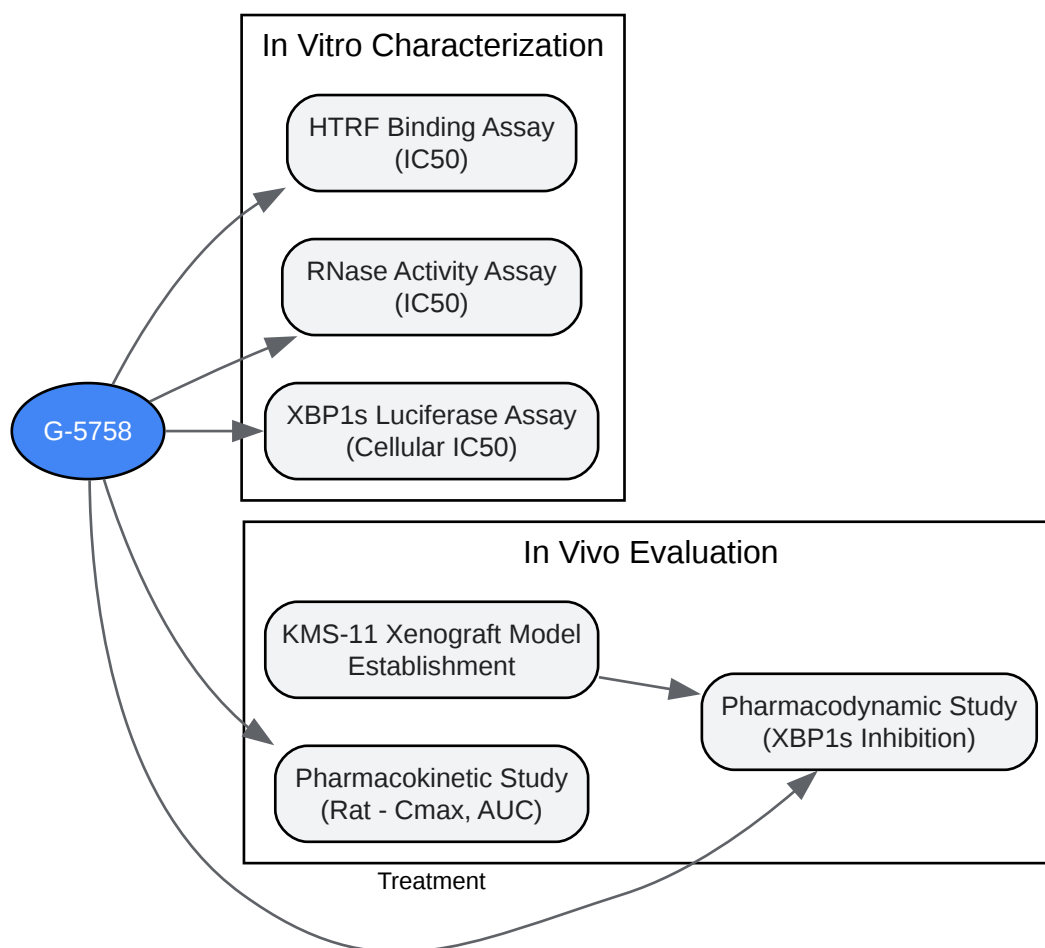 In Vitro Characterization
HTRF Binding Assay
(IC50)
RNase Activity Assay
(IC50)
XBP1s Luciferase Assay
(Cellular IC50)
G-5758
In Vivo Evaluation
KMS-11 Xenograft Model
Establishment
Pharmacodynamic Study
(XBP1s Inhibition)
Pharmacokinetic Study
(Rat - Cmax, AUC)
Treatment